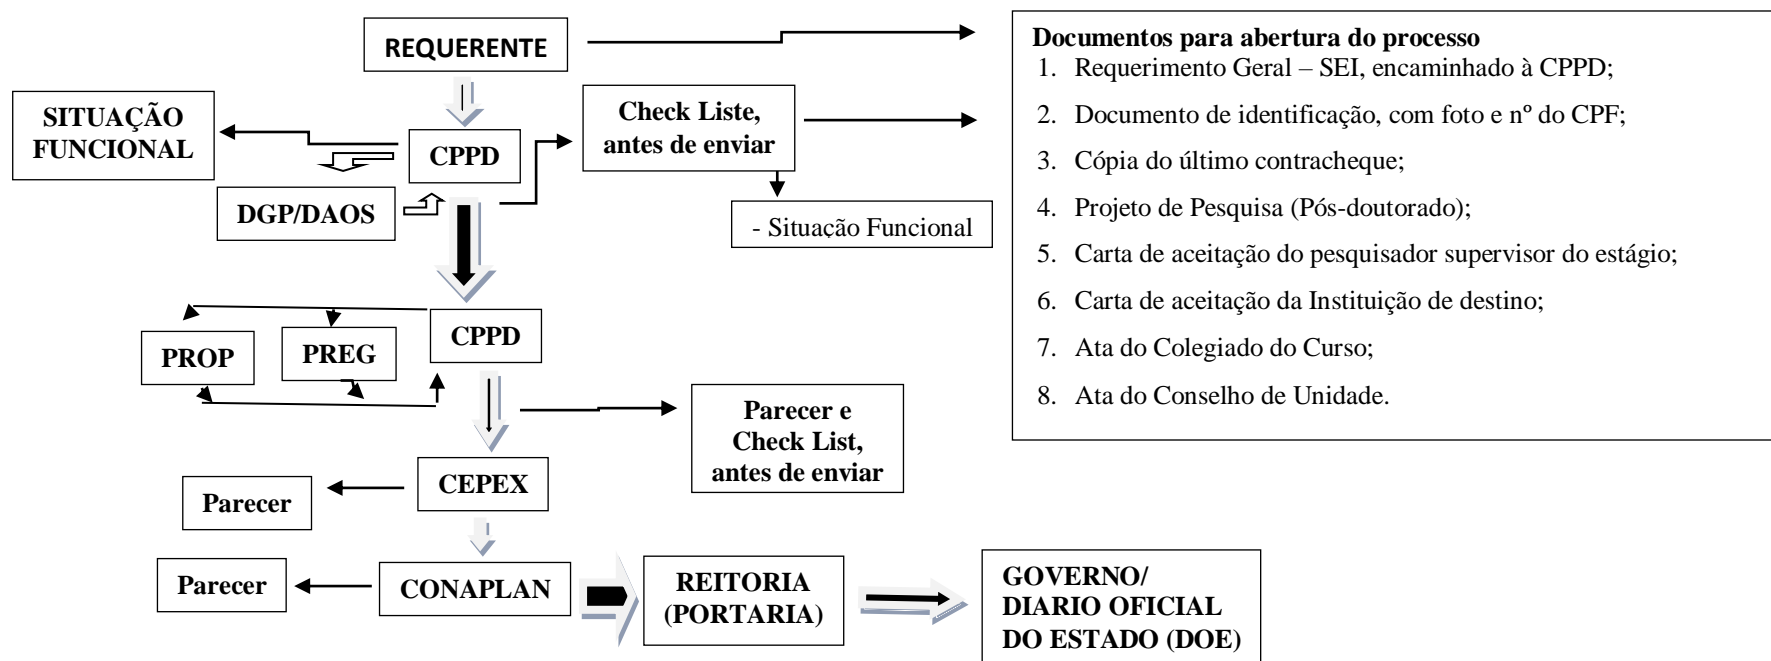 REQUERENTE
SITUAÇÃO
FUNCIONAL
CPPD
Check Liste,
antes de enviar
DGP/DAOS
- Situação Funcional
Documentos para abertura do processo
1. Requerimento Geral – SEI, encaminhado à CPPD;
2. Documento de identificação, com foto e nº do CPF;
3. Cópia do último contracheque;
4. Projeto de Pesquisa (Pós-doutorado);
5. Carta de aceitação do pesquisador supervisor do estágio;
6. Carta de aceitação da Instituição de destino;
7. Ata do Colegiado do Curso;
8. Ata do Conselho de Unidade.
PROP
PREG
CPPD
Parecer e
Check List,
antes de enviar
CEPEX
Parecer
CONAPLAN
Parecer
REITORIA
(PORTARIA)
GOVERNO/
DIARIO OFICIAL
DO ESTADO (DOE)